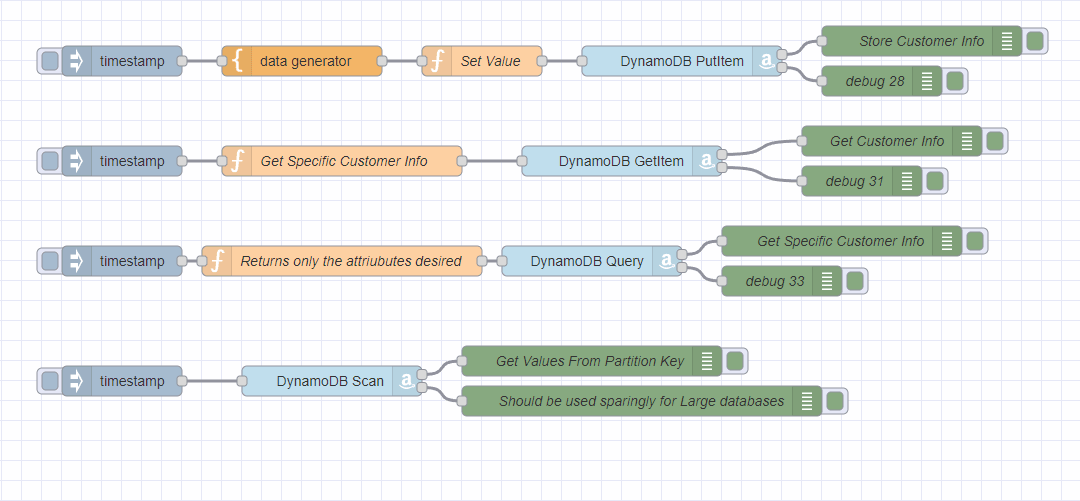 timestamp
data generator
Set Value
DynamoDB PutItem
Store Customer Info
debug 28
timestamp
Get Specific Customer Info
DynamoDB GetItem
Get Customer Info
debug 31
timestamp
Returns only the attriubutes desired
DynamoDB Query
Get Specific Customer Info
debug 33
timestamp
DynamoDB Scan
Get Values From Partition Key
Should be used sparingly for Large databases